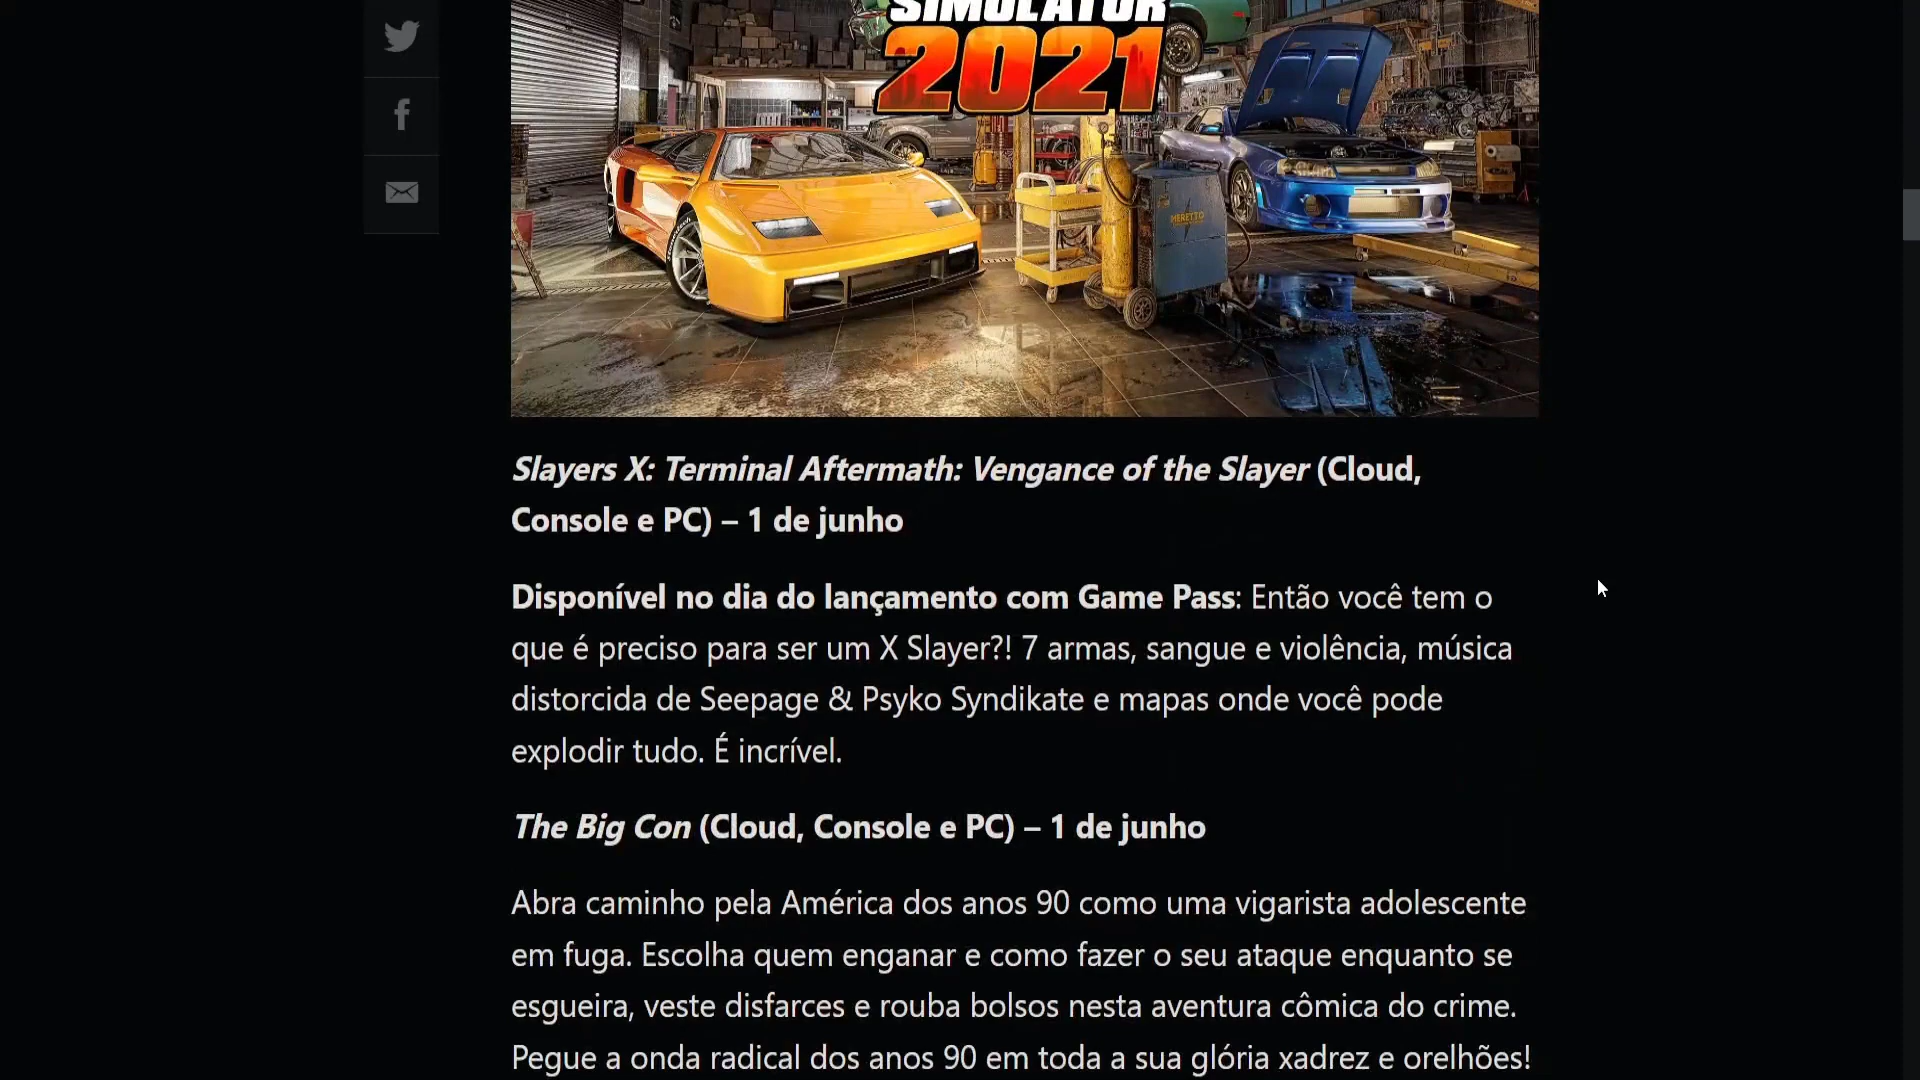 SIMULATOR
2021
MERETTO
Slayers X: Terminal Aftermath: Vengance of the Slayer (Cloud,
Console e PC) – 1 de junho
Disponível no dia do lançamento com Game Pass: Então você tem o
que é preciso para ser um X Slayer?! 7 armas, sangue e violência, música
distorcida de Seepage & Psyko Syndikate e mapas onde você pode
explodir tudo. É incrível.
The Big Con (Cloud, Console e PC) – 1 de junho
Abra caminho pela América dos anos 90 como uma vigarista adolescente
em fuga. Escolha quem enganar e como fazer o seu ataque enquanto se
esgueira, veste disfarces e rouba bolsos nesta aventura cômica do crime.
Pegue a onda radical dos anos 90 em toda a sua glória xadrez e orelhões!